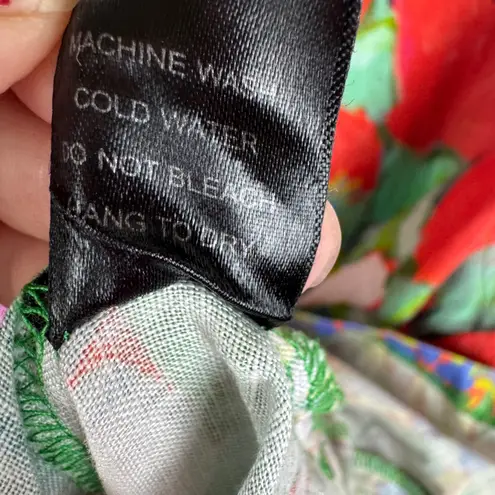 MACHINE WASH
COLD WATER
DO NOT BLEACH
HANG TO DRY